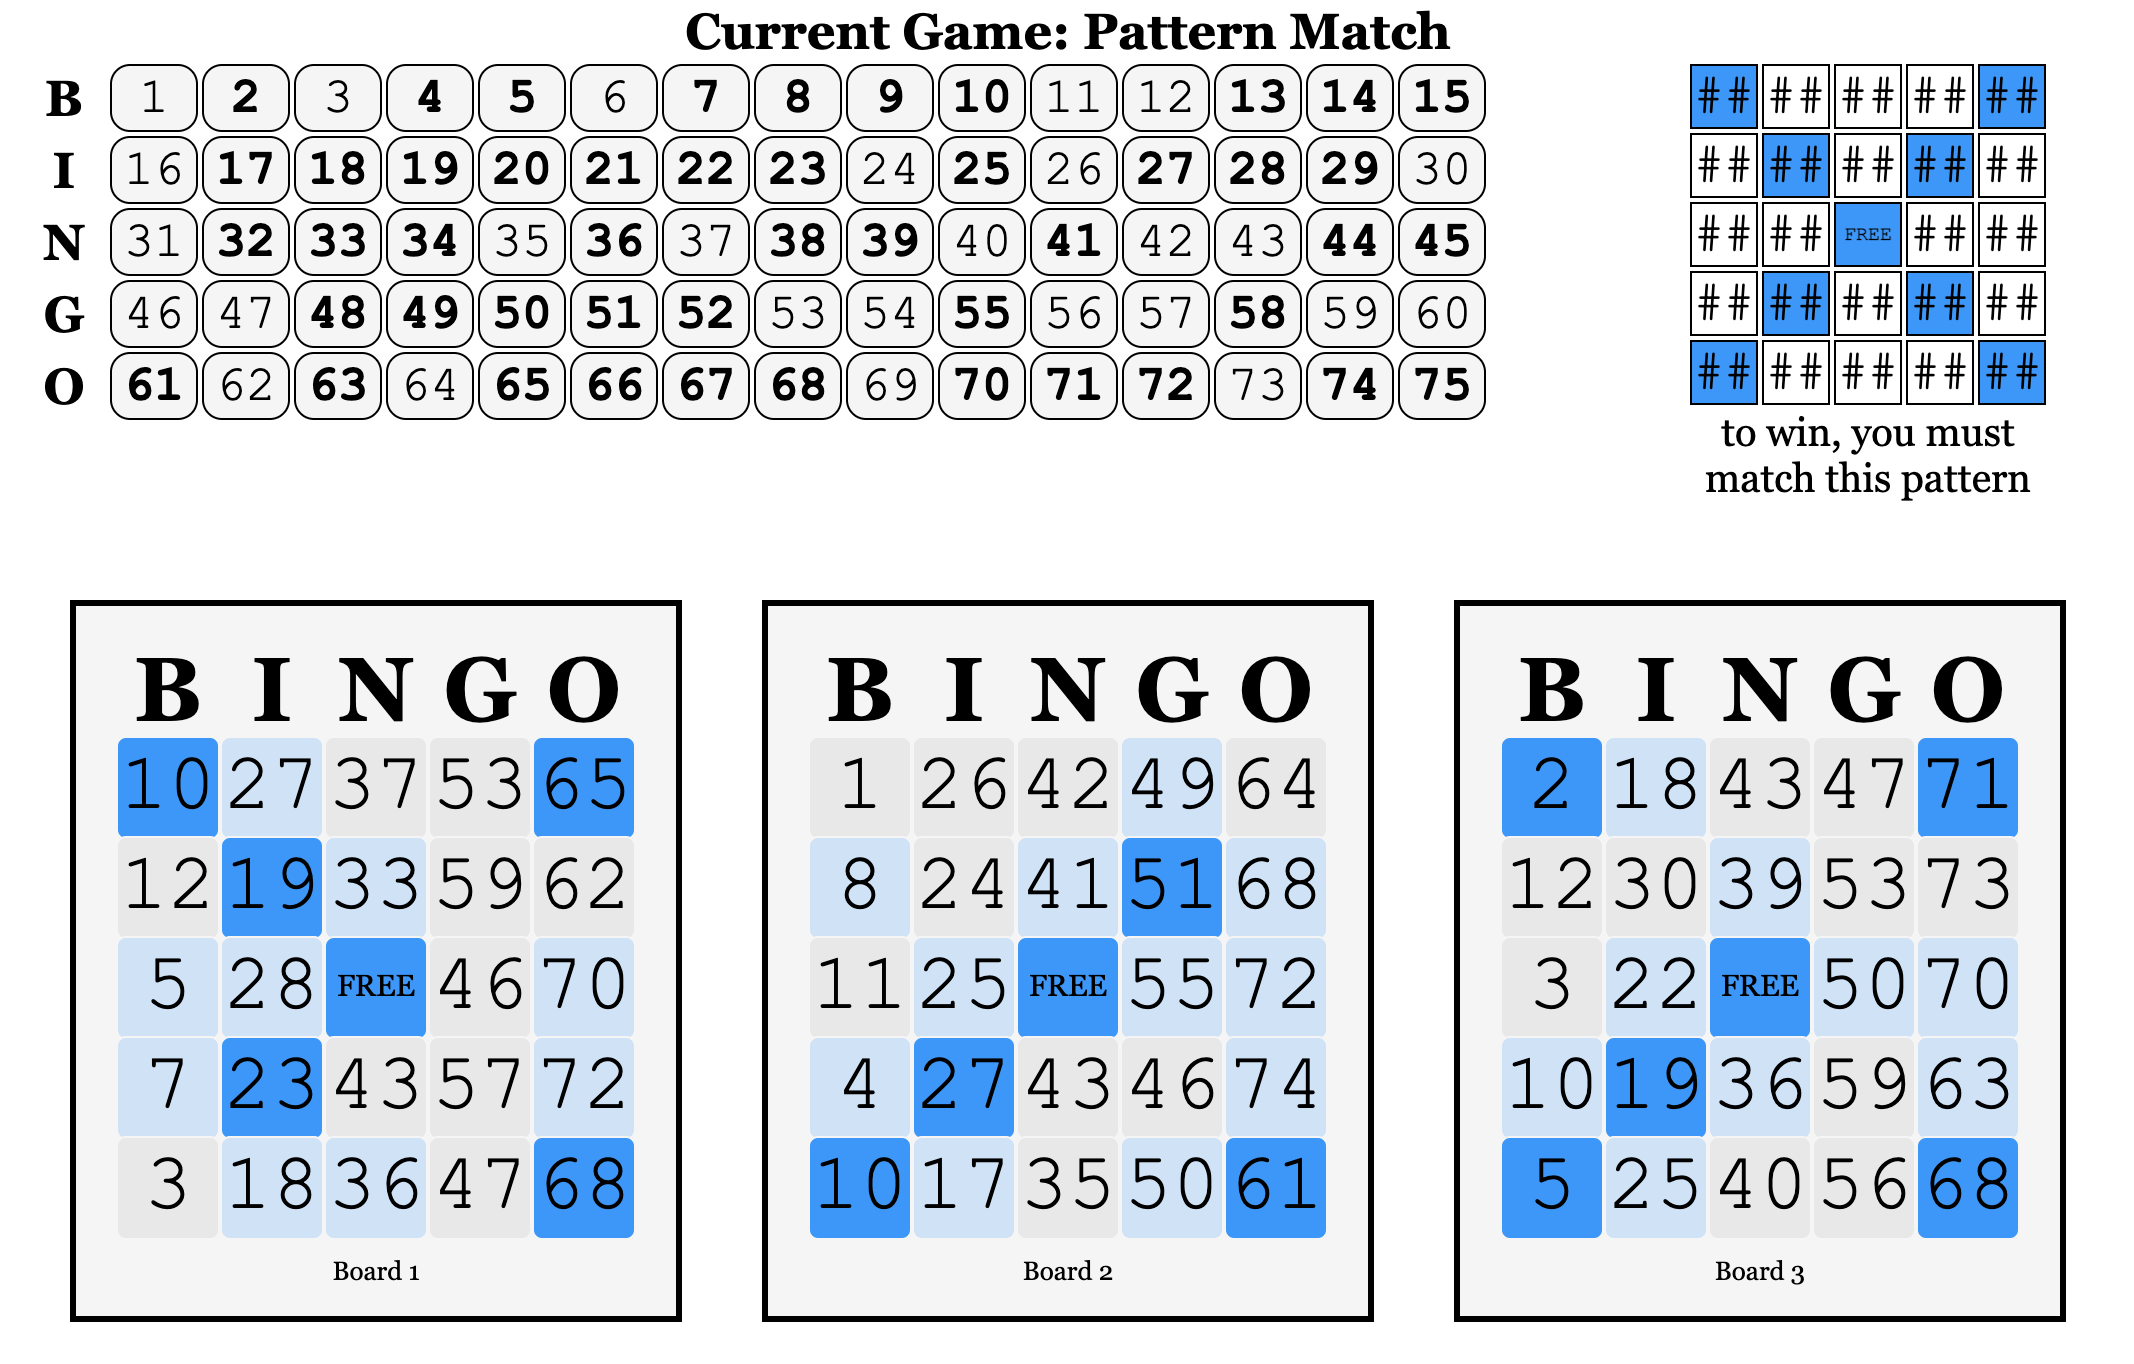 Current Game: Pattern Match
B 1 2 3 4 5 6 7 8 9 10 11 12 13 14 15
I 16 17 18 19 20 21 22 23 24 25 26 27 28 29 30
N 31 32 33 34 35 36 37 38 39 40 41 42 43 44 45
G 46 47 48 49 50 51 52 53 54 55 56 57 58 59 60
O 61 62 63 64 65 66 67 68 69 70 71 72 73 74 75
## ## ## ## ##
## ## ## ## ##
## ## FREE ## ##
## ## ## ## ##
## ## ## ## ##
to win, you must
match this pattern
B I N G O
10 27 37 53 65
12 19 33 59 62
5 28 FREE 46 70
7 23 43 57 72
3 18 36 47 68
Board 1
B I N G O
1 26 42 49 64
8 24 41 51 68
11 25 FREE 55 72
4 27 43 46 74
10 17 35 50 61
Board 2
B I N G O
2 18 43 47 71
12 30 39 53 73
3 22 FREE 50 70
10 19 36 59 63
5 25 40 56 68
Board 3